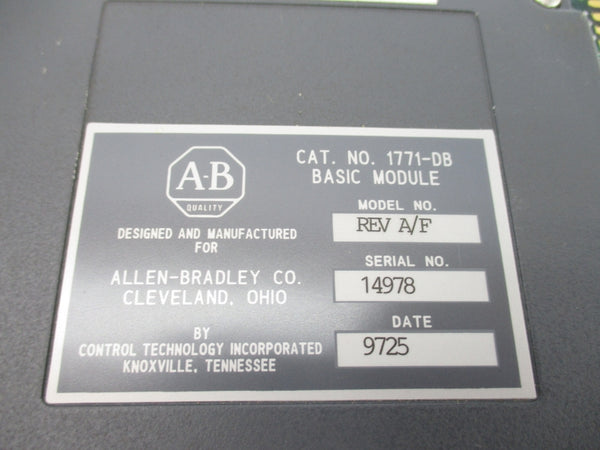 A-B
QUALITY
DESIGNED AND MANUFACTURED
FOR
ALLEN-BRADLEY CO.
CLEVELAND, OHIO
BY
CONTROL TECHNOLOGY INCORPORATED
KNOXVILLE, TENNESSEE
CAT. NO. 1771-DB
BASIC MODULE
MODEL NO.
REV A/F
SERIAL NO.
14978
DATE
9725